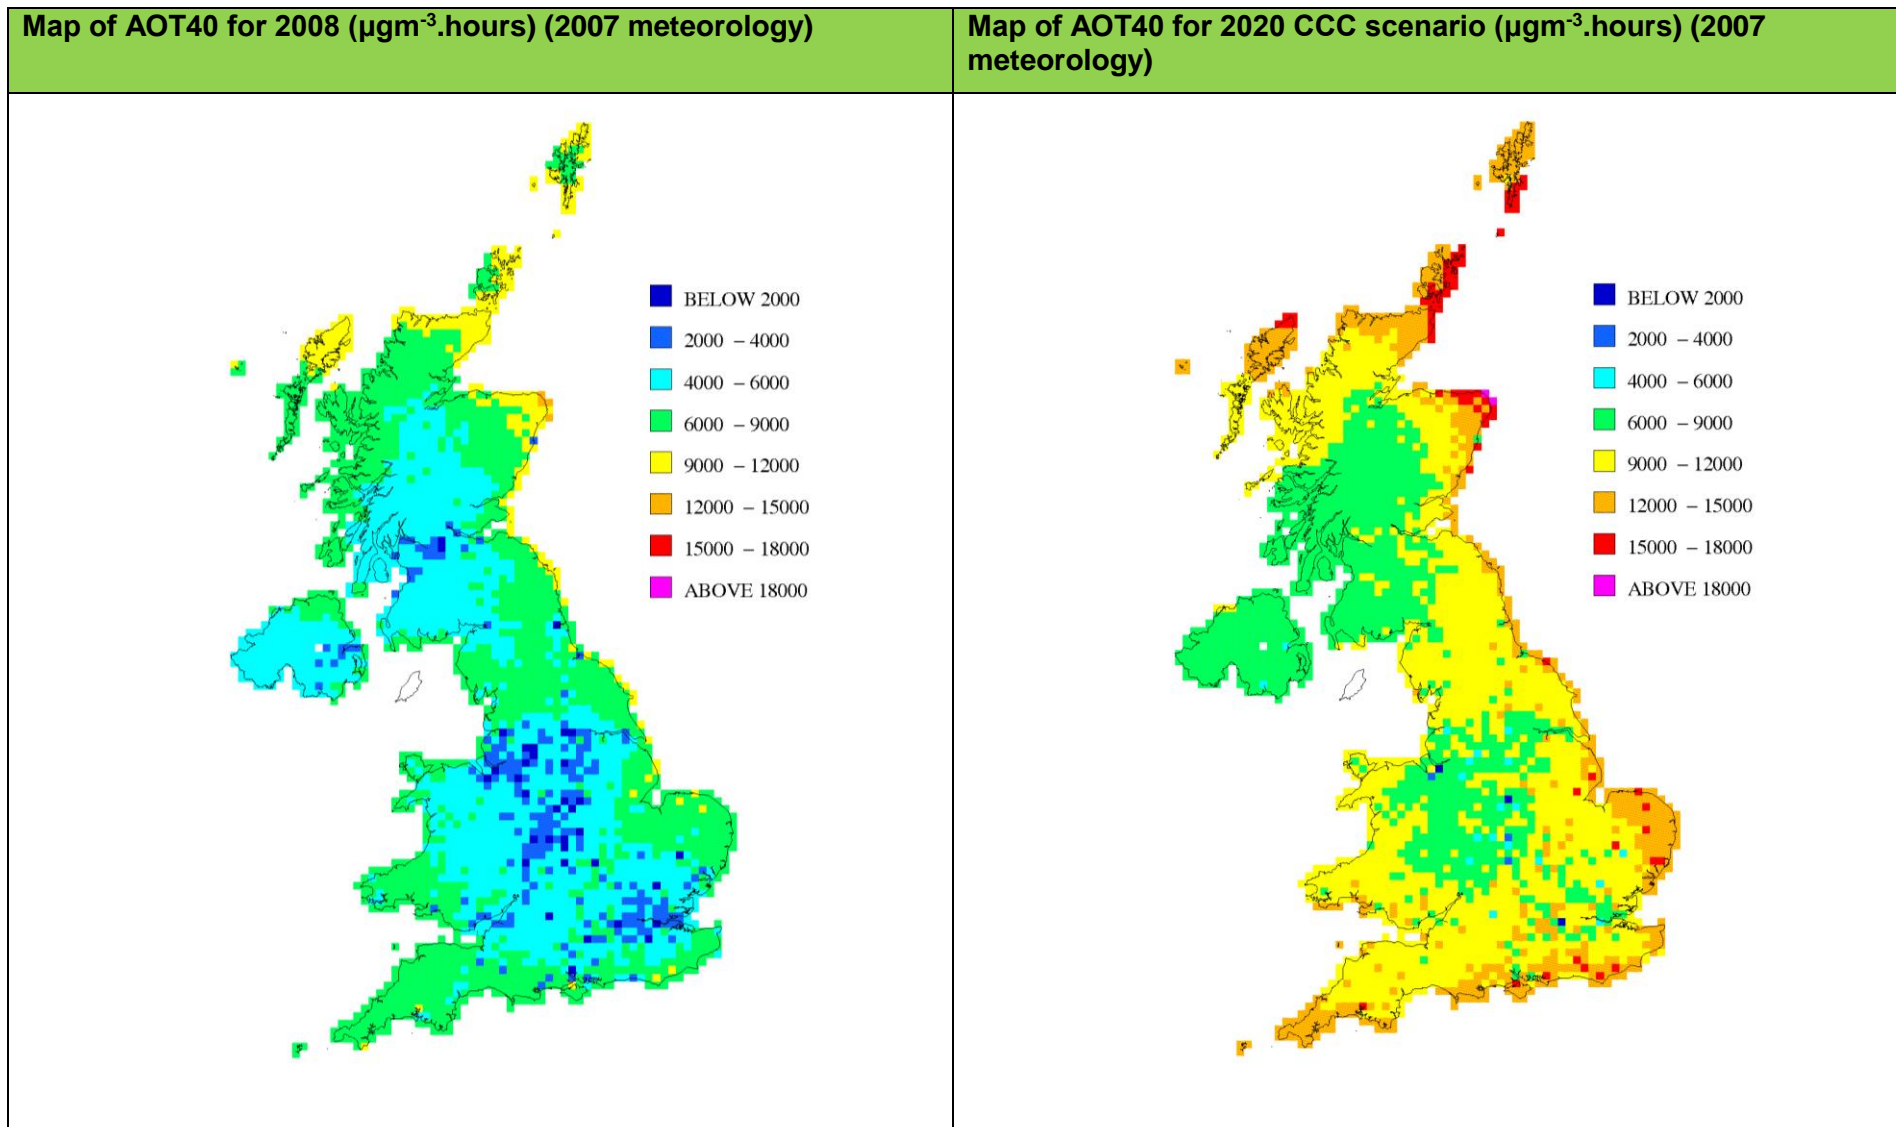 Map of AOT40 for 2008 (µgm-3.hours) (2007 meteorology)
Map of AOT40 for 2020 CCC scenario (µgm-3.hours) (2007
meteorology)
BELOW 2000
2000 – 4000
4000 – 6000
6000 – 9000
9000 – 12000
12000 – 15000
15000 – 18000
ABOVE 18000
BELOW 2000
2000 – 4000
4000 – 6000
6000 – 9000
9000 – 12000
12000 – 15000
15000 – 18000
ABOVE 18000